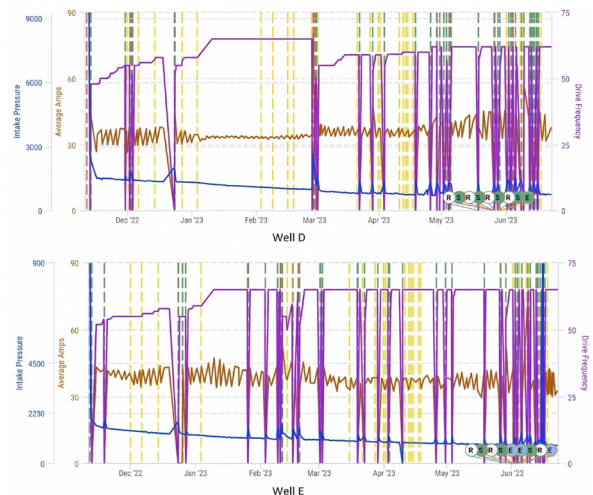 9000 90 75
6000 60 50
3000 30 25
0 0 0
Intake Pressure
Average Amps
Drive Frequency
R S R S R S R S E
Dec '22 Jan '23 Feb '23 Mar '23 Apr '23 May '23 Jun '23
Well D
900 90 75
4500 60 50
2230 30 25
0 0 0
Intake Pressure
Average Amps
Drive Frequency
R S R S E E S R E
Dec '22 Jan '23 Feb '23 Mar '23 Apr '23 May '23 Jun '23
Well E